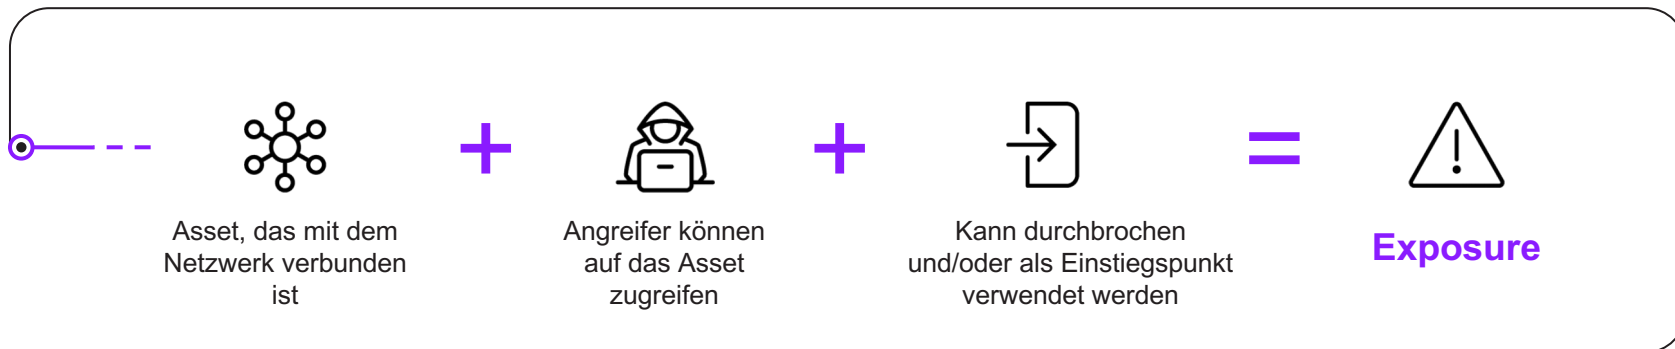 Asset, das mit dem
Netzwerk verbunden
ist
+
Angreifer können
auf das Asset
zugreifen
+
Kann durchbrochen
und/oder als Einstiegspunkt
verwendet werden
=
Exposure